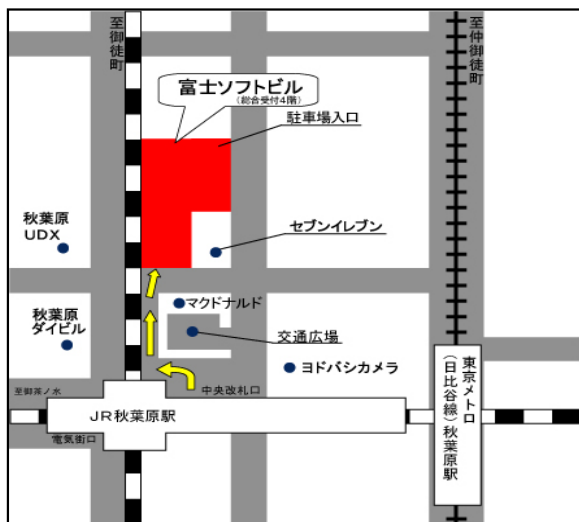 至御徒町
至仲御徒町
富士ソフトビル
(総合受付4階)
駐車場入口
秋葉原
UDX
セブンイレブン
マクドナルド
秋葉原
ダイビル
交通広場
ヨドバシカメラ
至御茶ノ水
中央改札口
JR秋葉原駅
電気街口
東京メトロ
(日比谷線)秋葉原駅